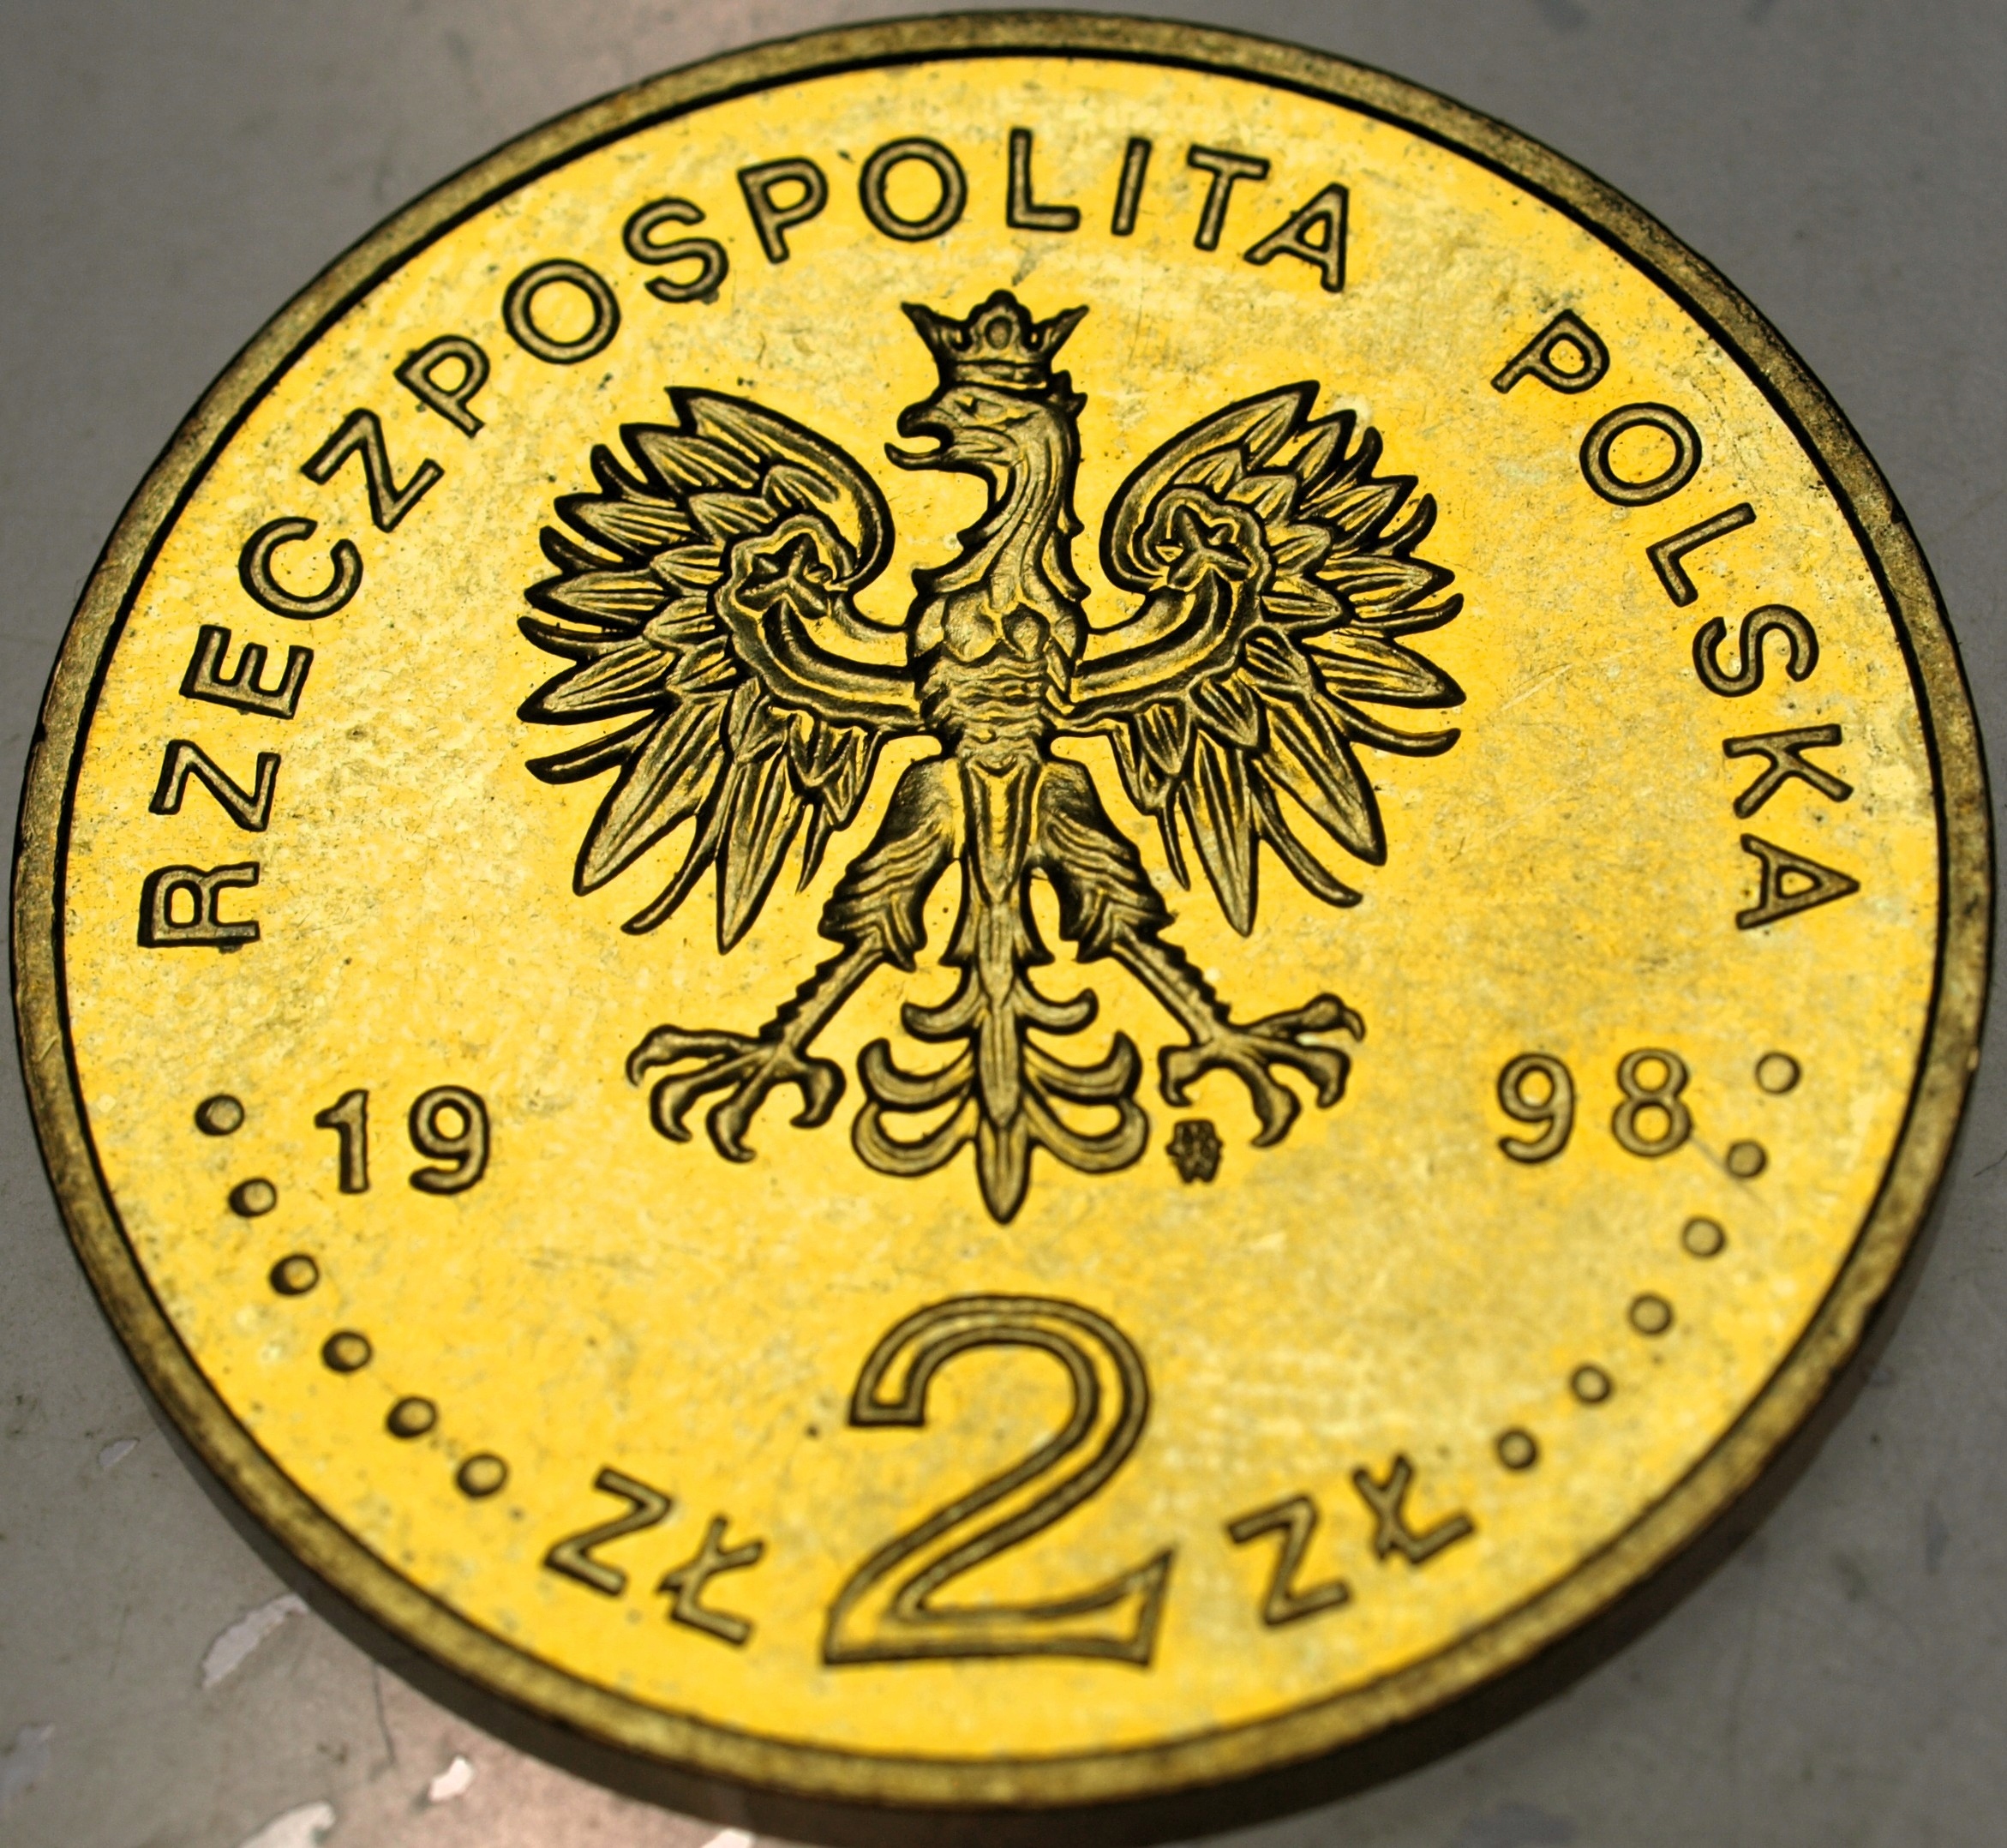 RZECZPOSPOLITA POLSKA
19 98
ZŁ 2 ZŁ